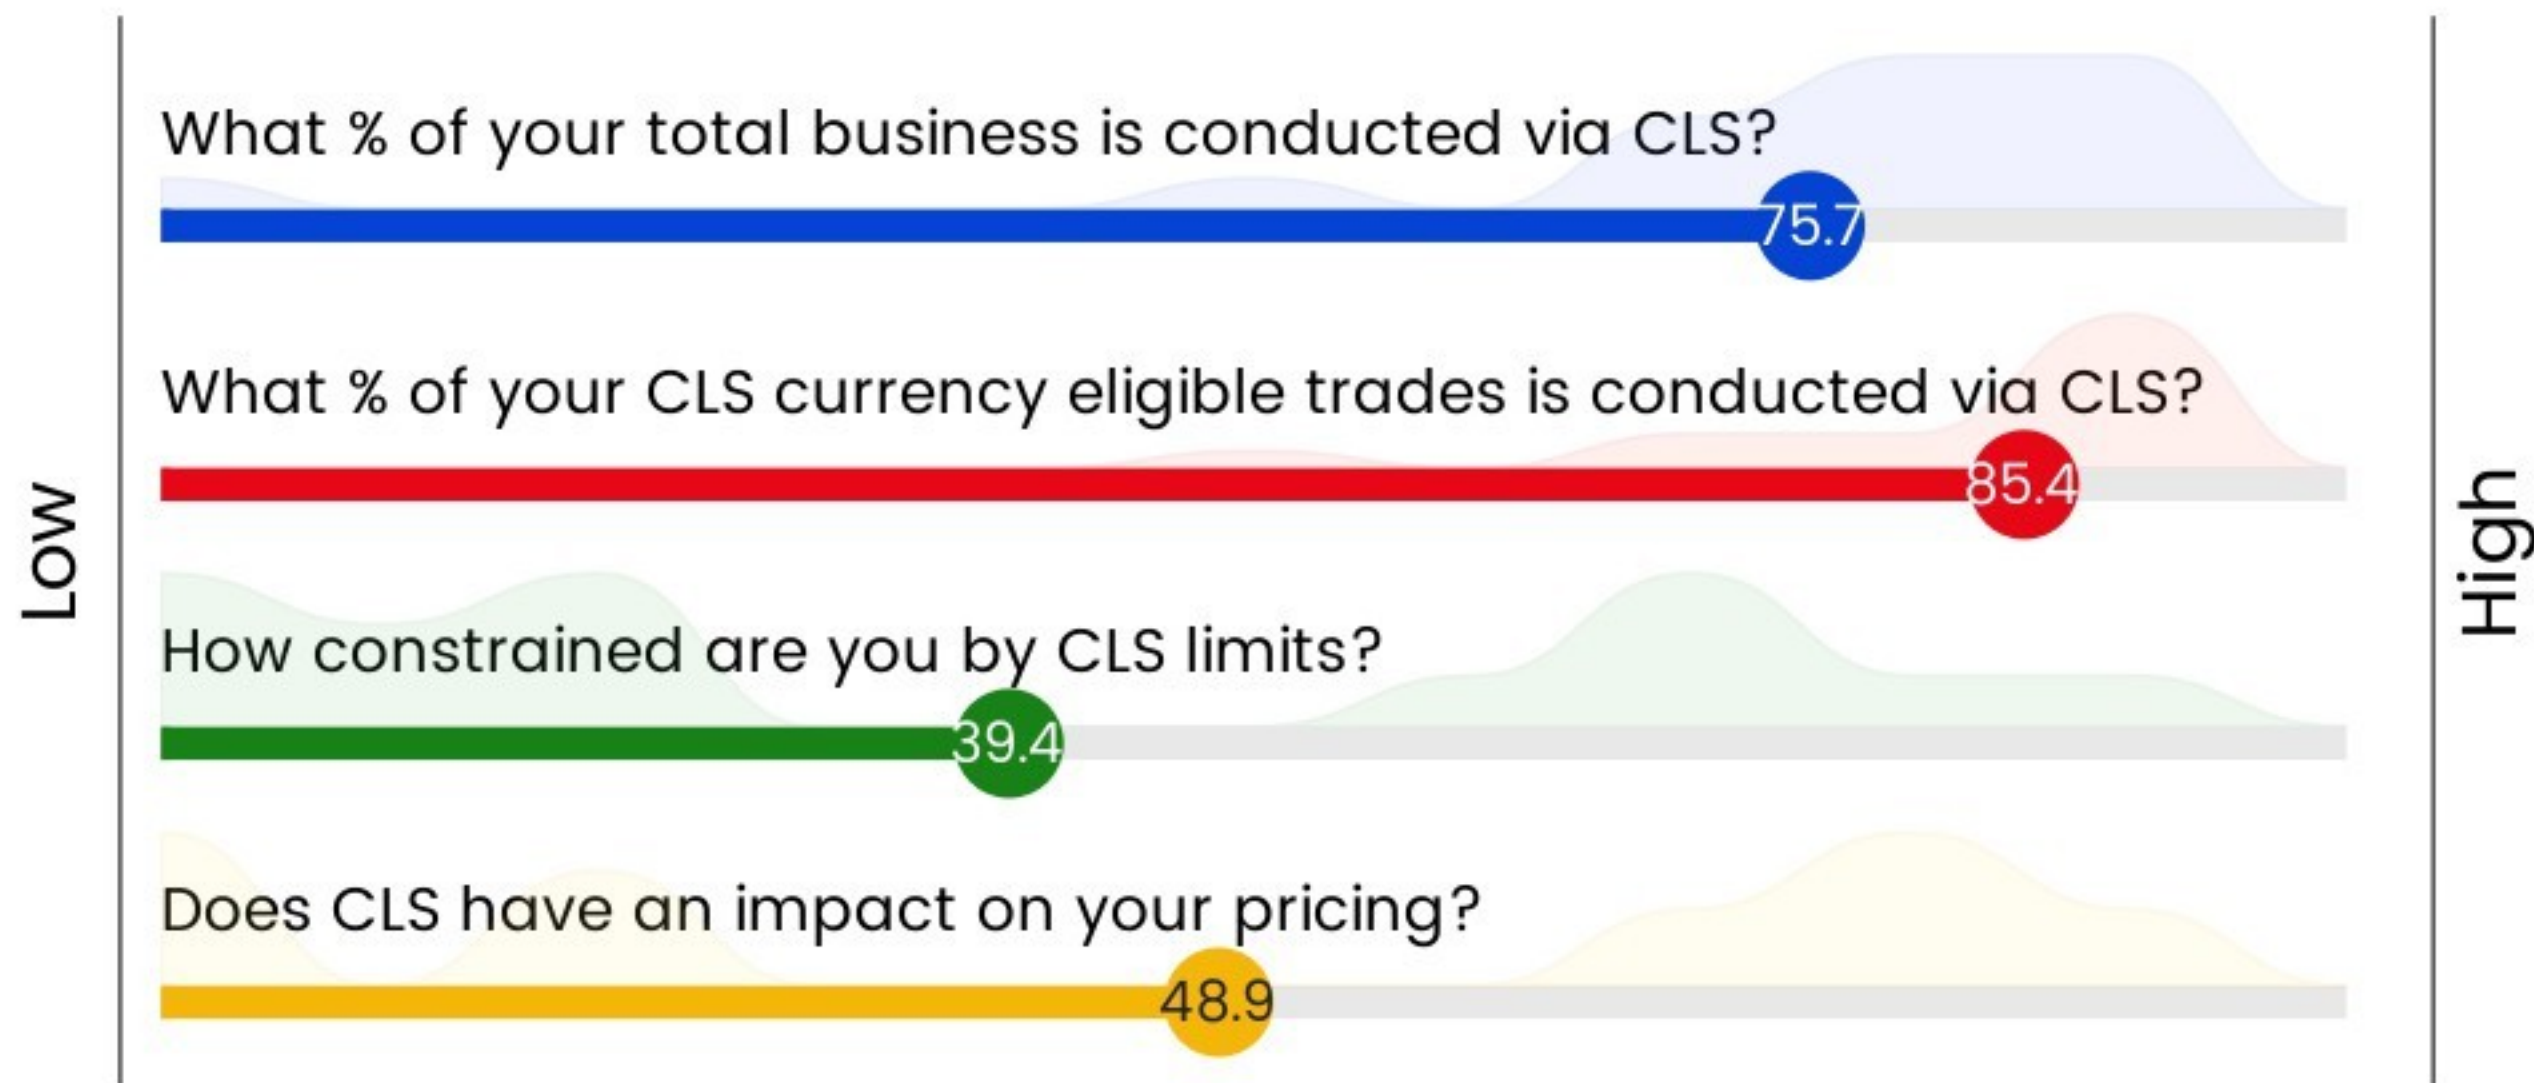 What % of your total business is conducted via CLS?
75.7
What % of your CLS currency eligible trades is conducted via CLS?
85.4
Low
High
How constrained are you by CLS limits?
39.4
Does CLS have an impact on your pricing?
48.9